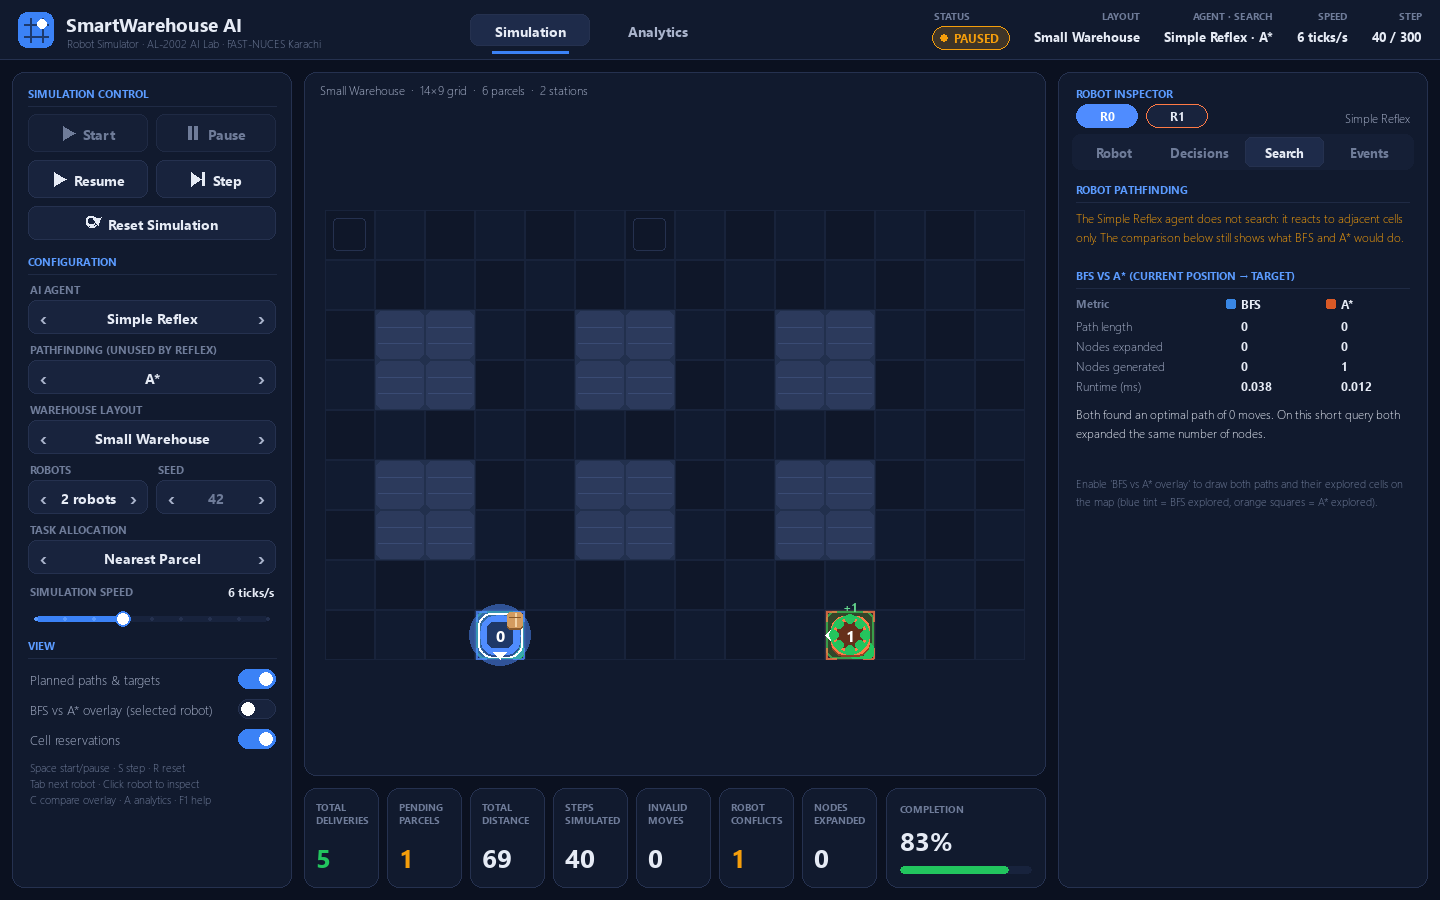 SmartWarehouse AI
Robot Simulator · AL-2002 AI Lab · FAST-NUCES Karachi
Simulation
Analytics
STATUS
PAUSED
LAYOUT
Small Warehouse
AGENT · SEARCH
Simple Reflex · A*
SPEED
6 ticks/s
STEP
40 / 300
SIMULATION CONTROL
Start
Pause
Resume
Step
Reset Simulation
CONFIGURATION
AI AGENT
‹ Simple Reflex ›
PATHFINDING (UNUSED BY REFLEX)
‹ A* ›
WAREHOUSE LAYOUT
‹ Small Warehouse ›
ROBOTS
SEED
‹ 2 robots ›
‹ 42 ›
TASK ALLOCATION
‹ Nearest Parcel ›
SIMULATION SPEED
6 ticks/s
VIEW
Planned paths & targets
BFS vs A* overlay (selected robot)
Cell reservations
Space start/pause · S step · R reset
Tab next robot · Click robot to inspect
C compare overlay · A analytics · F1 help
Small Warehouse · 14×9 grid · 6 parcels · 2 stations
+1
0
1
TOTAL DELIVERIES
5
PENDING PARCELS
1
TOTAL DISTANCE
69
STEPS SIMULATED
40
INVALID MOVES
0
ROBOT CONFLICTS
1
NODES EXPANDED
0
COMPLETION
83%
ROBOT INSPECTOR
R0
R1
Simple Reflex
Robot
Decisions
Search
Events
ROBOT PATHFINDING
The Simple Reflex agent does not search: it reacts to adjacent cells
only. The comparison below still shows what BFS and A* would do.
BFS VS A* (CURRENT POSITION → TARGET)
Metric BFS A*
Path length 0 0
Nodes expanded 0 0
Nodes generated 0 1
Runtime (ms) 0.038 0.012
Both found an optimal path of 0 moves. On this short query both
expanded the same number of nodes.
Enable 'BFS vs A* overlay' to draw both paths and their explored cells on
the map (blue tint = BFS explored, orange squares = A* explored).